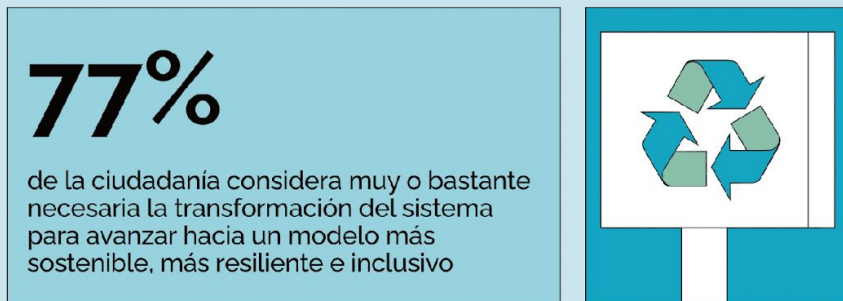 77%
de la ciudadanía considera muy o bastante
necesaria la transformación del sistema
para avanzar hacia un modelo más
sostenible, más resiliente e inclusivo